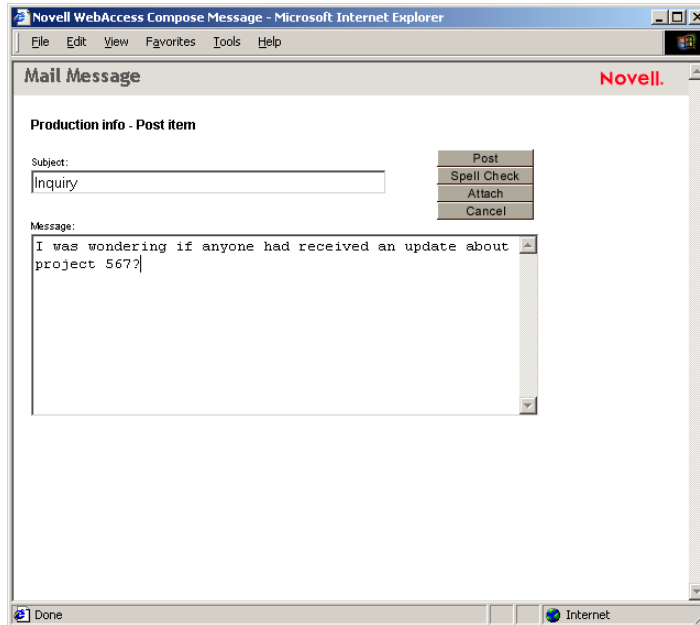 Novell WebAccess Compose Message - Microsoft Internet Explorer
File Edit View Favorites Tools Help
Mail Message
Novell.
Production info - Post item
Subject:
Inquiry
Post
Spell Check
Attach
Cancel
Message:
I was wondering if anyone had received an update about
project 567?
Done
Internet